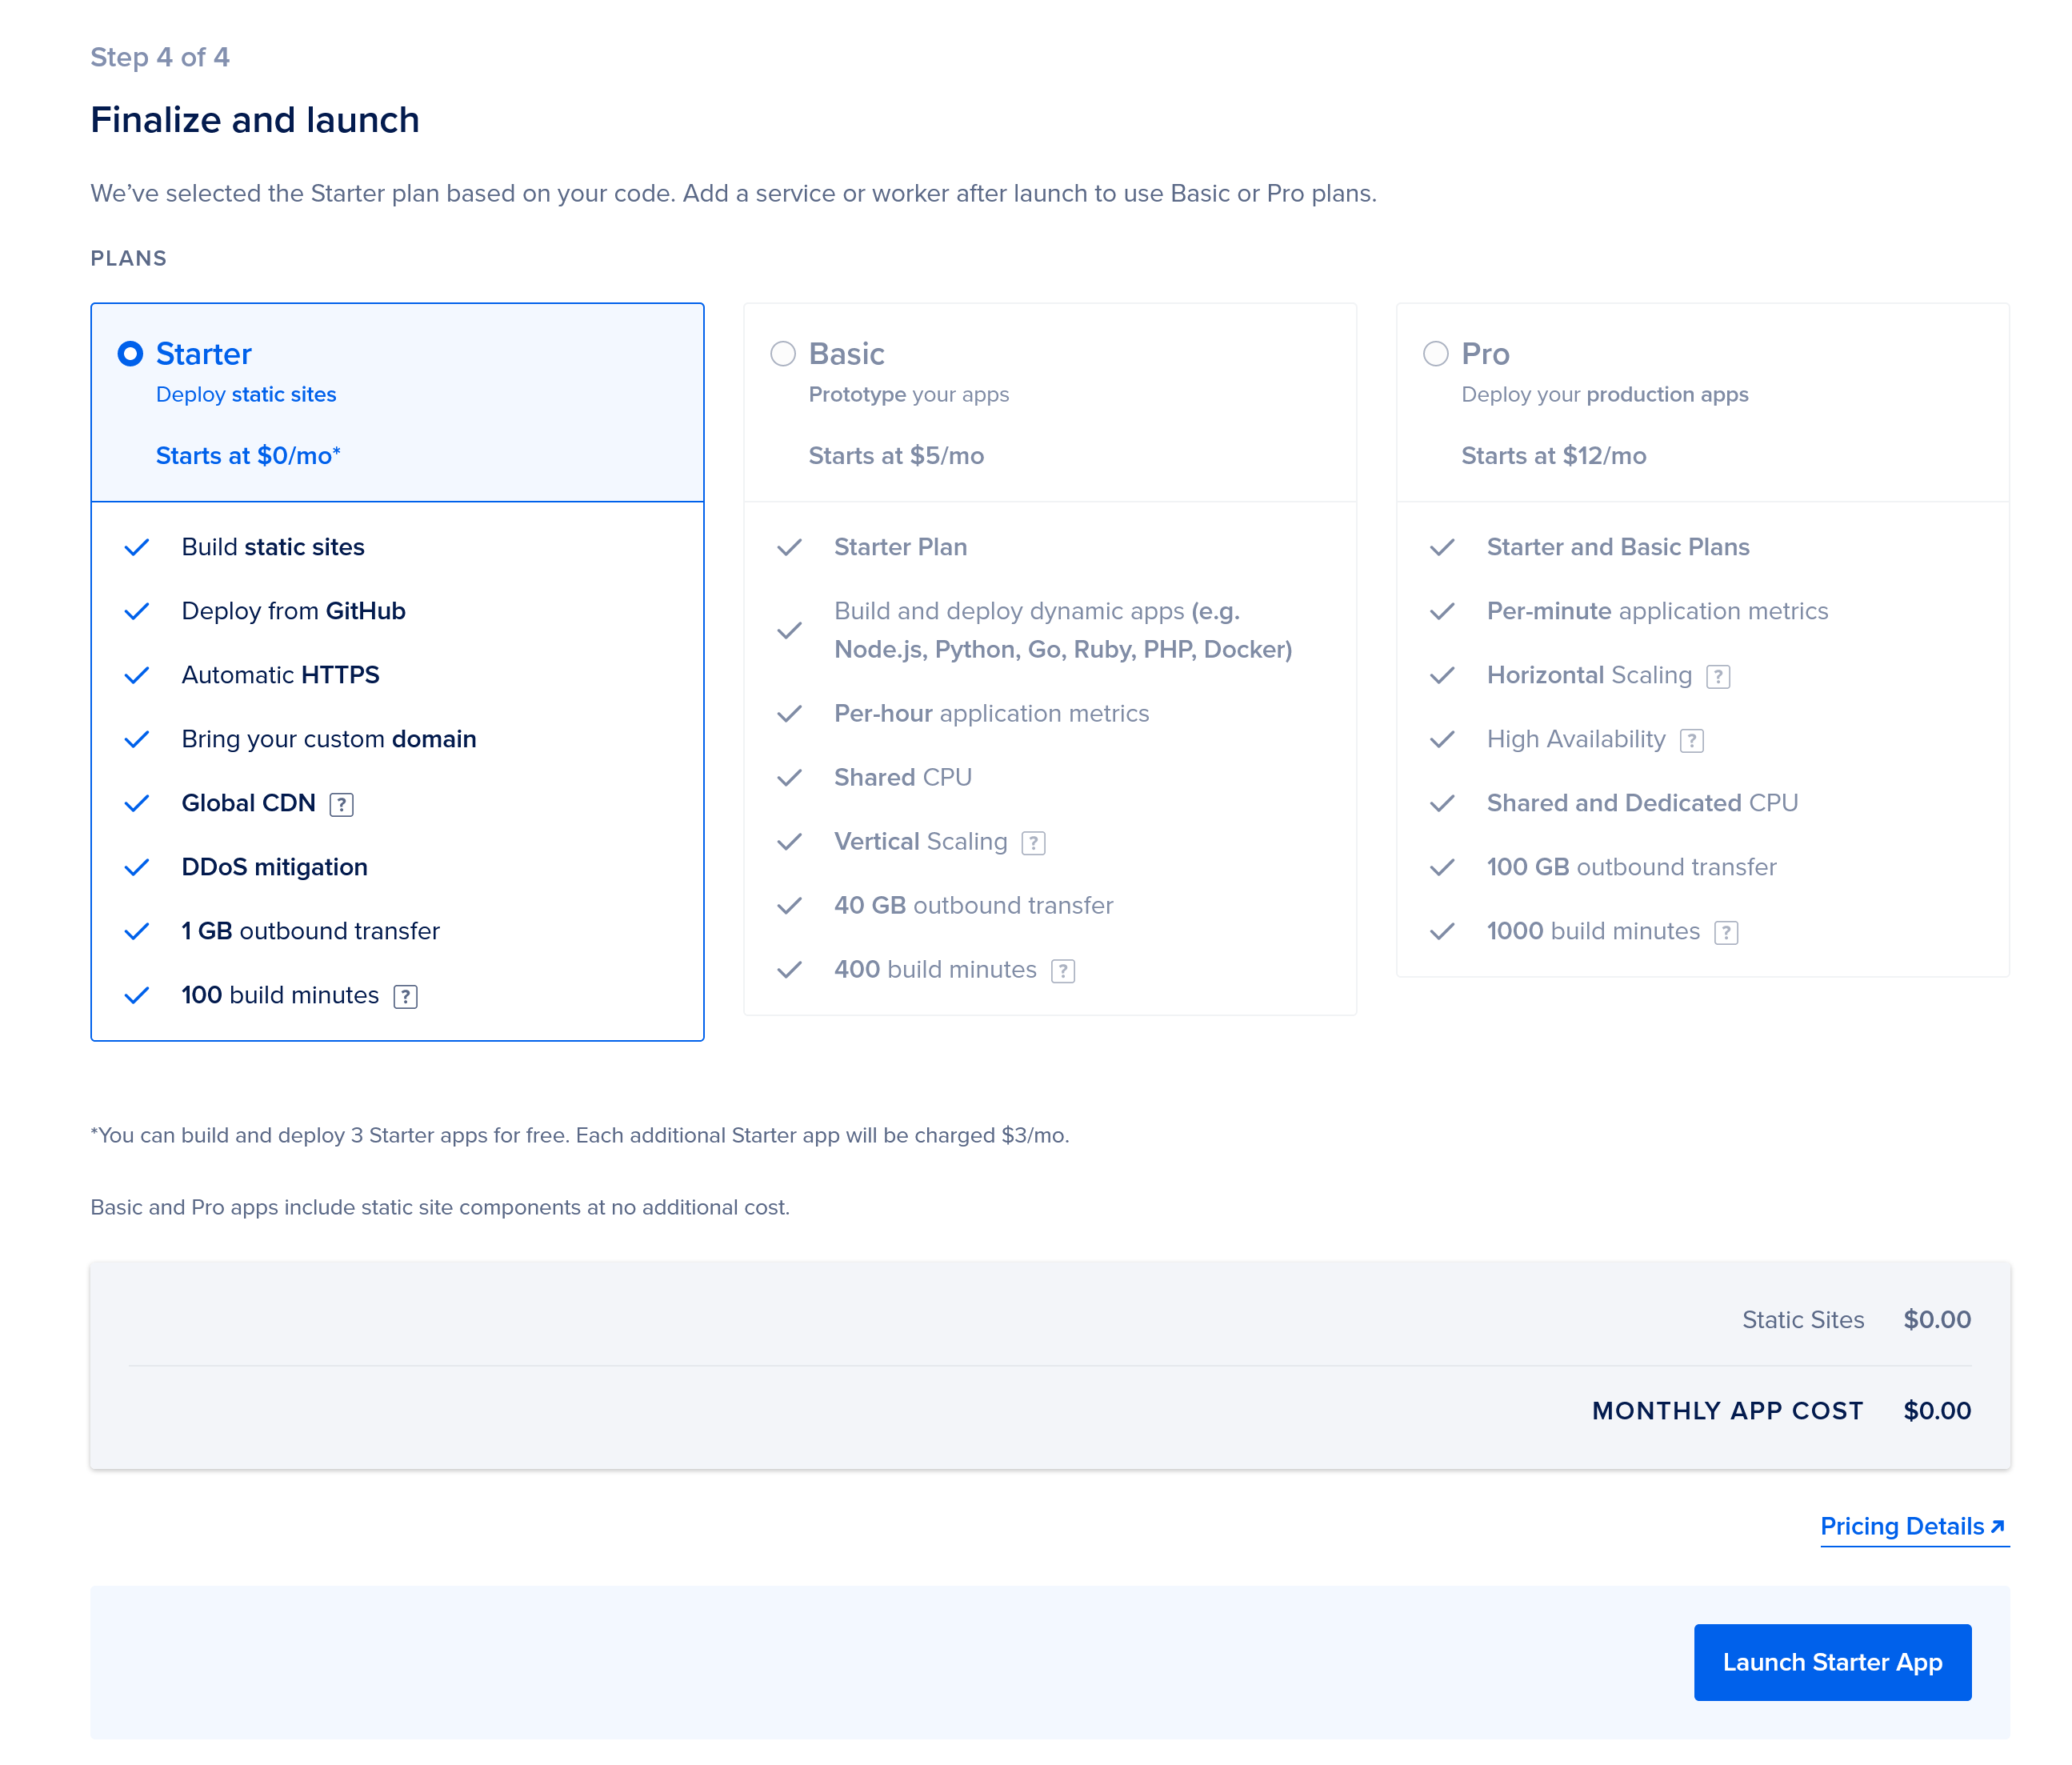 Step 4 of 4
Finalize and launch
We’ve selected the Starter plan based on your code. Add a service or worker after launch to use Basic or Pro plans.
PLANS
Starter
Deploy static sites
Starts at $0/mo*
Build static sites
Deploy from GitHub
Automatic HTTPS
Bring your custom domain
Global CDN ?
DDoS mitigation
1 GB outbound transfer
100 build minutes ?
Basic
Prototype your apps
Starts at $5/mo
Starter Plan
Build and deploy dynamic apps (e.g.
Node.js, Python, Go, Ruby, PHP, Docker)
Per-hour application metrics
Shared CPU
Vertical Scaling ?
40 GB outbound transfer
400 build minutes ?
Pro
Deploy your production apps
Starts at $12/mo
Starter and Basic Plans
Per-minute application metrics
Horizontal Scaling ?
High Availability ?
Shared and Dedicated CPU
100 GB outbound transfer
1000 build minutes ?
*You can build and deploy 3 Starter apps for free. Each additional Starter app will be charged $3/mo.
Basic and Pro apps include static site components at no additional cost.
Static Sites $0.00
MONTHLY APP COST $0.00
Pricing Details
Launch Starter App